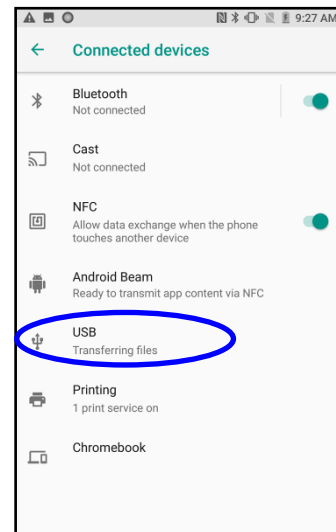 9:27 AM
Connected devices
Bluetooth
Not connected
Cast
Not connected
NFC
Allow data exchange when the phone
touches another device
Android Beam
Ready to transmit app content via NFC
USB
Transferring files
Printing
1 print service on
Chromebook